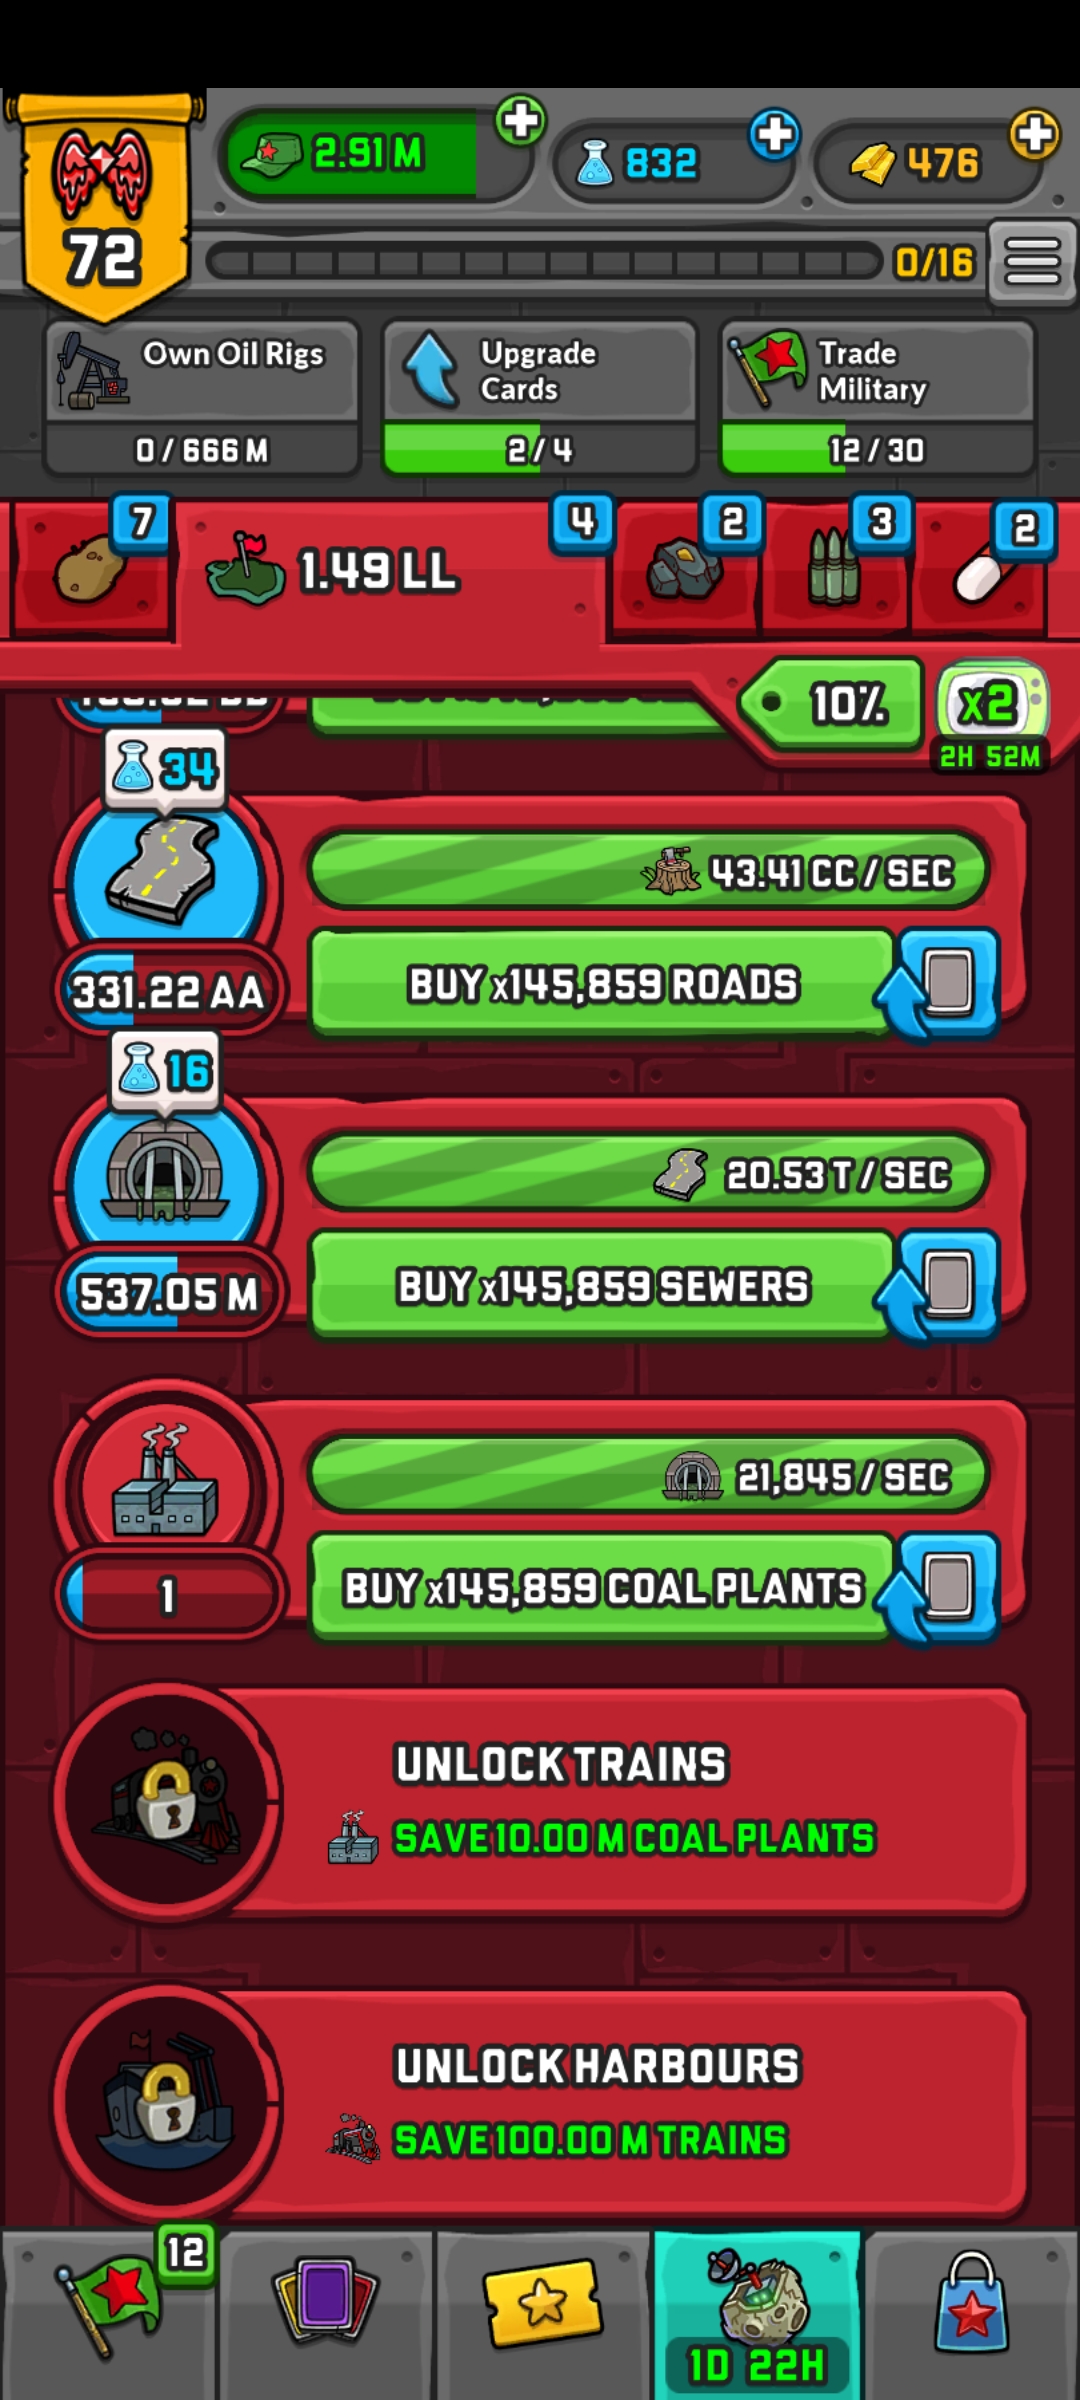 2.91 M
832
476
72
0/16
Own Oil Rigs
0 / 666 M
Upgrade
Cards
2 / 4
Trade
Military
12 / 30
7
1.49 LL
4
2
3
2
10%
x2
2H 52M
34
43.41 CC / SEC
331.22 AA
BUY x145,859 ROADS
16
20.53 T / SEC
537.05 M
BUY x145,859 SEWERS
21,845 / SEC
1
BUY x145,859 COAL PLANTS
UNLOCK TRAINS
SAVE 10.00 M COAL PLANTS
UNLOCK HARBOURS
SAVE 100.00 M TRAINS
12
1D 22H